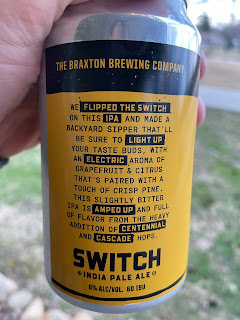 THE BRAXTON BREWING COMPANY
WE FLIPPED THE SWITCH
ON THIS IPA AND MADE A
BACKYARD SIPPER THAT'LL
BE SURE TO LIGHT UP
YOUR TASTE BUDS, WITH
AN ELECTRIC AROMA OF
GRAPEFRUIT & CITRUS
THAT'S PAIRED WITH A
TOUCH OF CRISP PINE.
THIS SLIGHTLY BITTER
IPA IS AMPED UP AND FULL
OF FLAVOR FROM THE HEAVY
ADDITION OF CENTENNIAL
AND CASCADE HOPS.
SWITCH
INDIA PALE ALE
6% ALC/VOL. 60 IBU